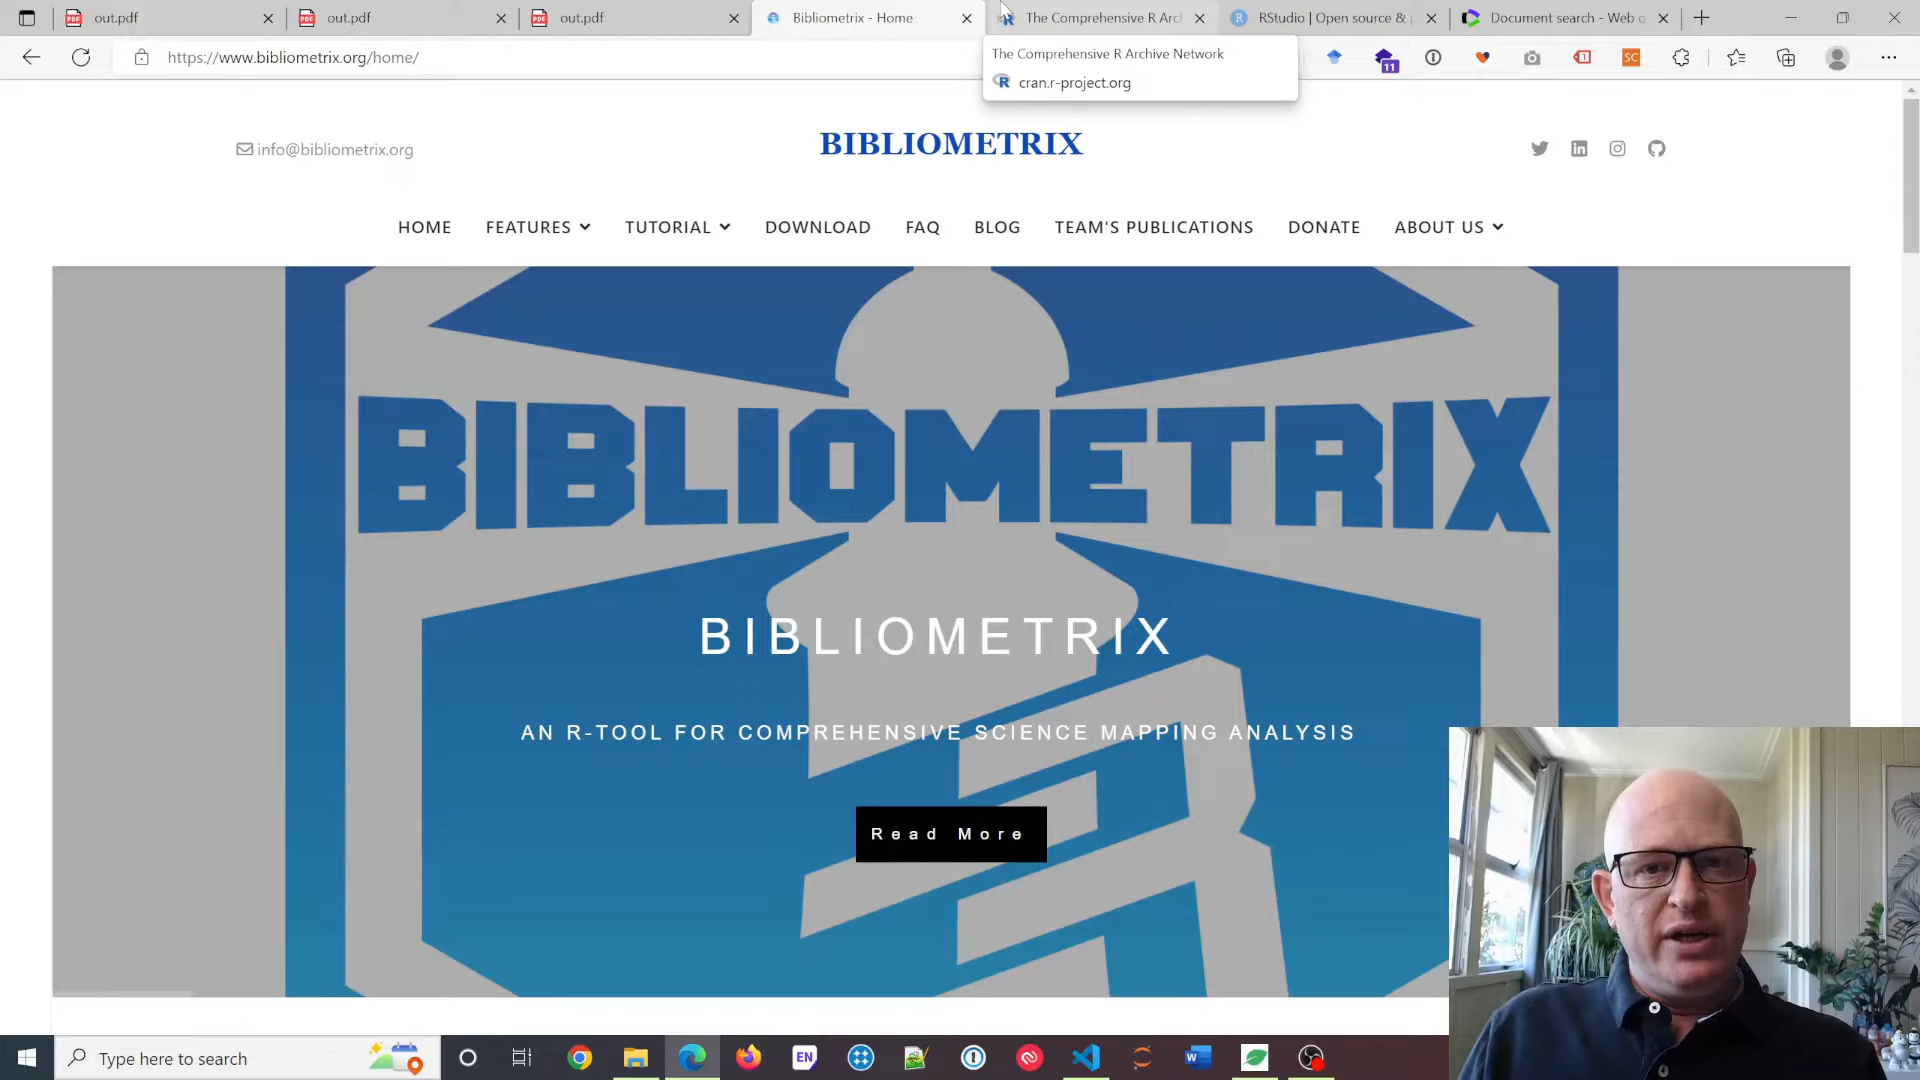 out.pdf
out.pdf
out.pdf
Bibliometrix - Home
The Comprehensive R Arc
RStudio | Open source &
Document search - Web o
https://www.bibliometrix.org/home/
The Comprehensive R Archive Network
cran.r-project.org
11
1
SC
info@bibliometrix.org
BIBLIOMETRIX
HOME
FEATURES
TUTORIAL
DOWNLOAD
FAQ
BLOG
TEAM'S PUBLICATIONS
DONATE
ABOUT US
BIBLIOMETRIX
BIBLIOMETRIX
AN R-TOOL FOR COMPREHENSIVE SCIENCE MAPPING ANALYSIS
Read More
Type here to search
EN